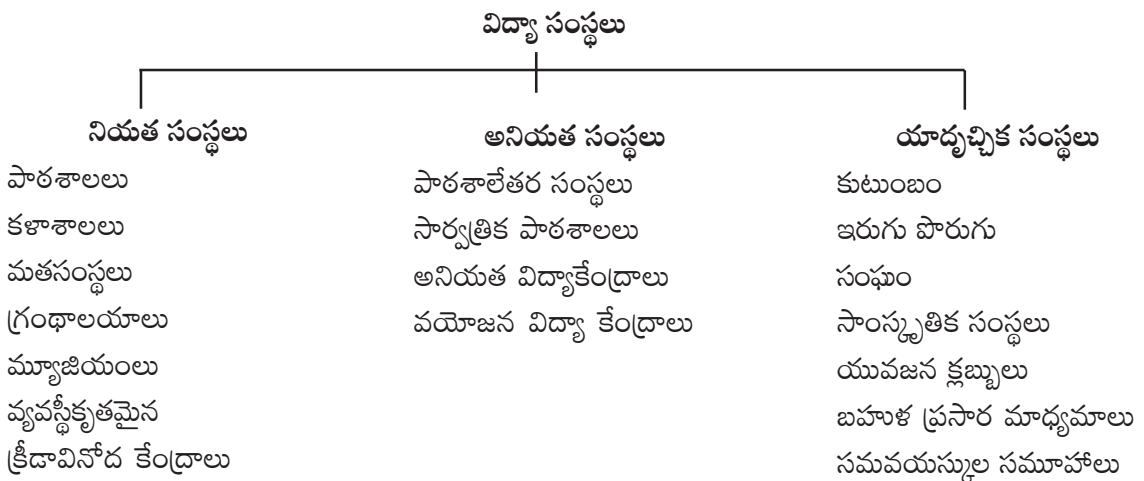 విద్యా సంస్థలు
నియత సంస్థలు
పాఠశాలలు
కళాశాలలు
మతసంస్థలు
గ్రంథాలయాలు
మ్యూజియంలు
వ్యవస్థీకృతమైన
క్రీడావినోద కేంద్రాలు
అనియత సంస్థలు
పాఠశాలేతర సంస్థలు
సార్వత్రిక పాఠశాలలు
అనియత విద్యాకేంద్రాలు
వయోజన విద్యా కేంద్రాలు
యాదృచ్చిక సంస్థలు
కుటుంబం
ఇరుగు పొరుగు
సంఘం
సాంస్కృతిక సంస్థలు
యువజన క్లబ్బులు
బహుళ ప్రసార మాధ్యమాలు
సమవయస్కుల సమూహాలు